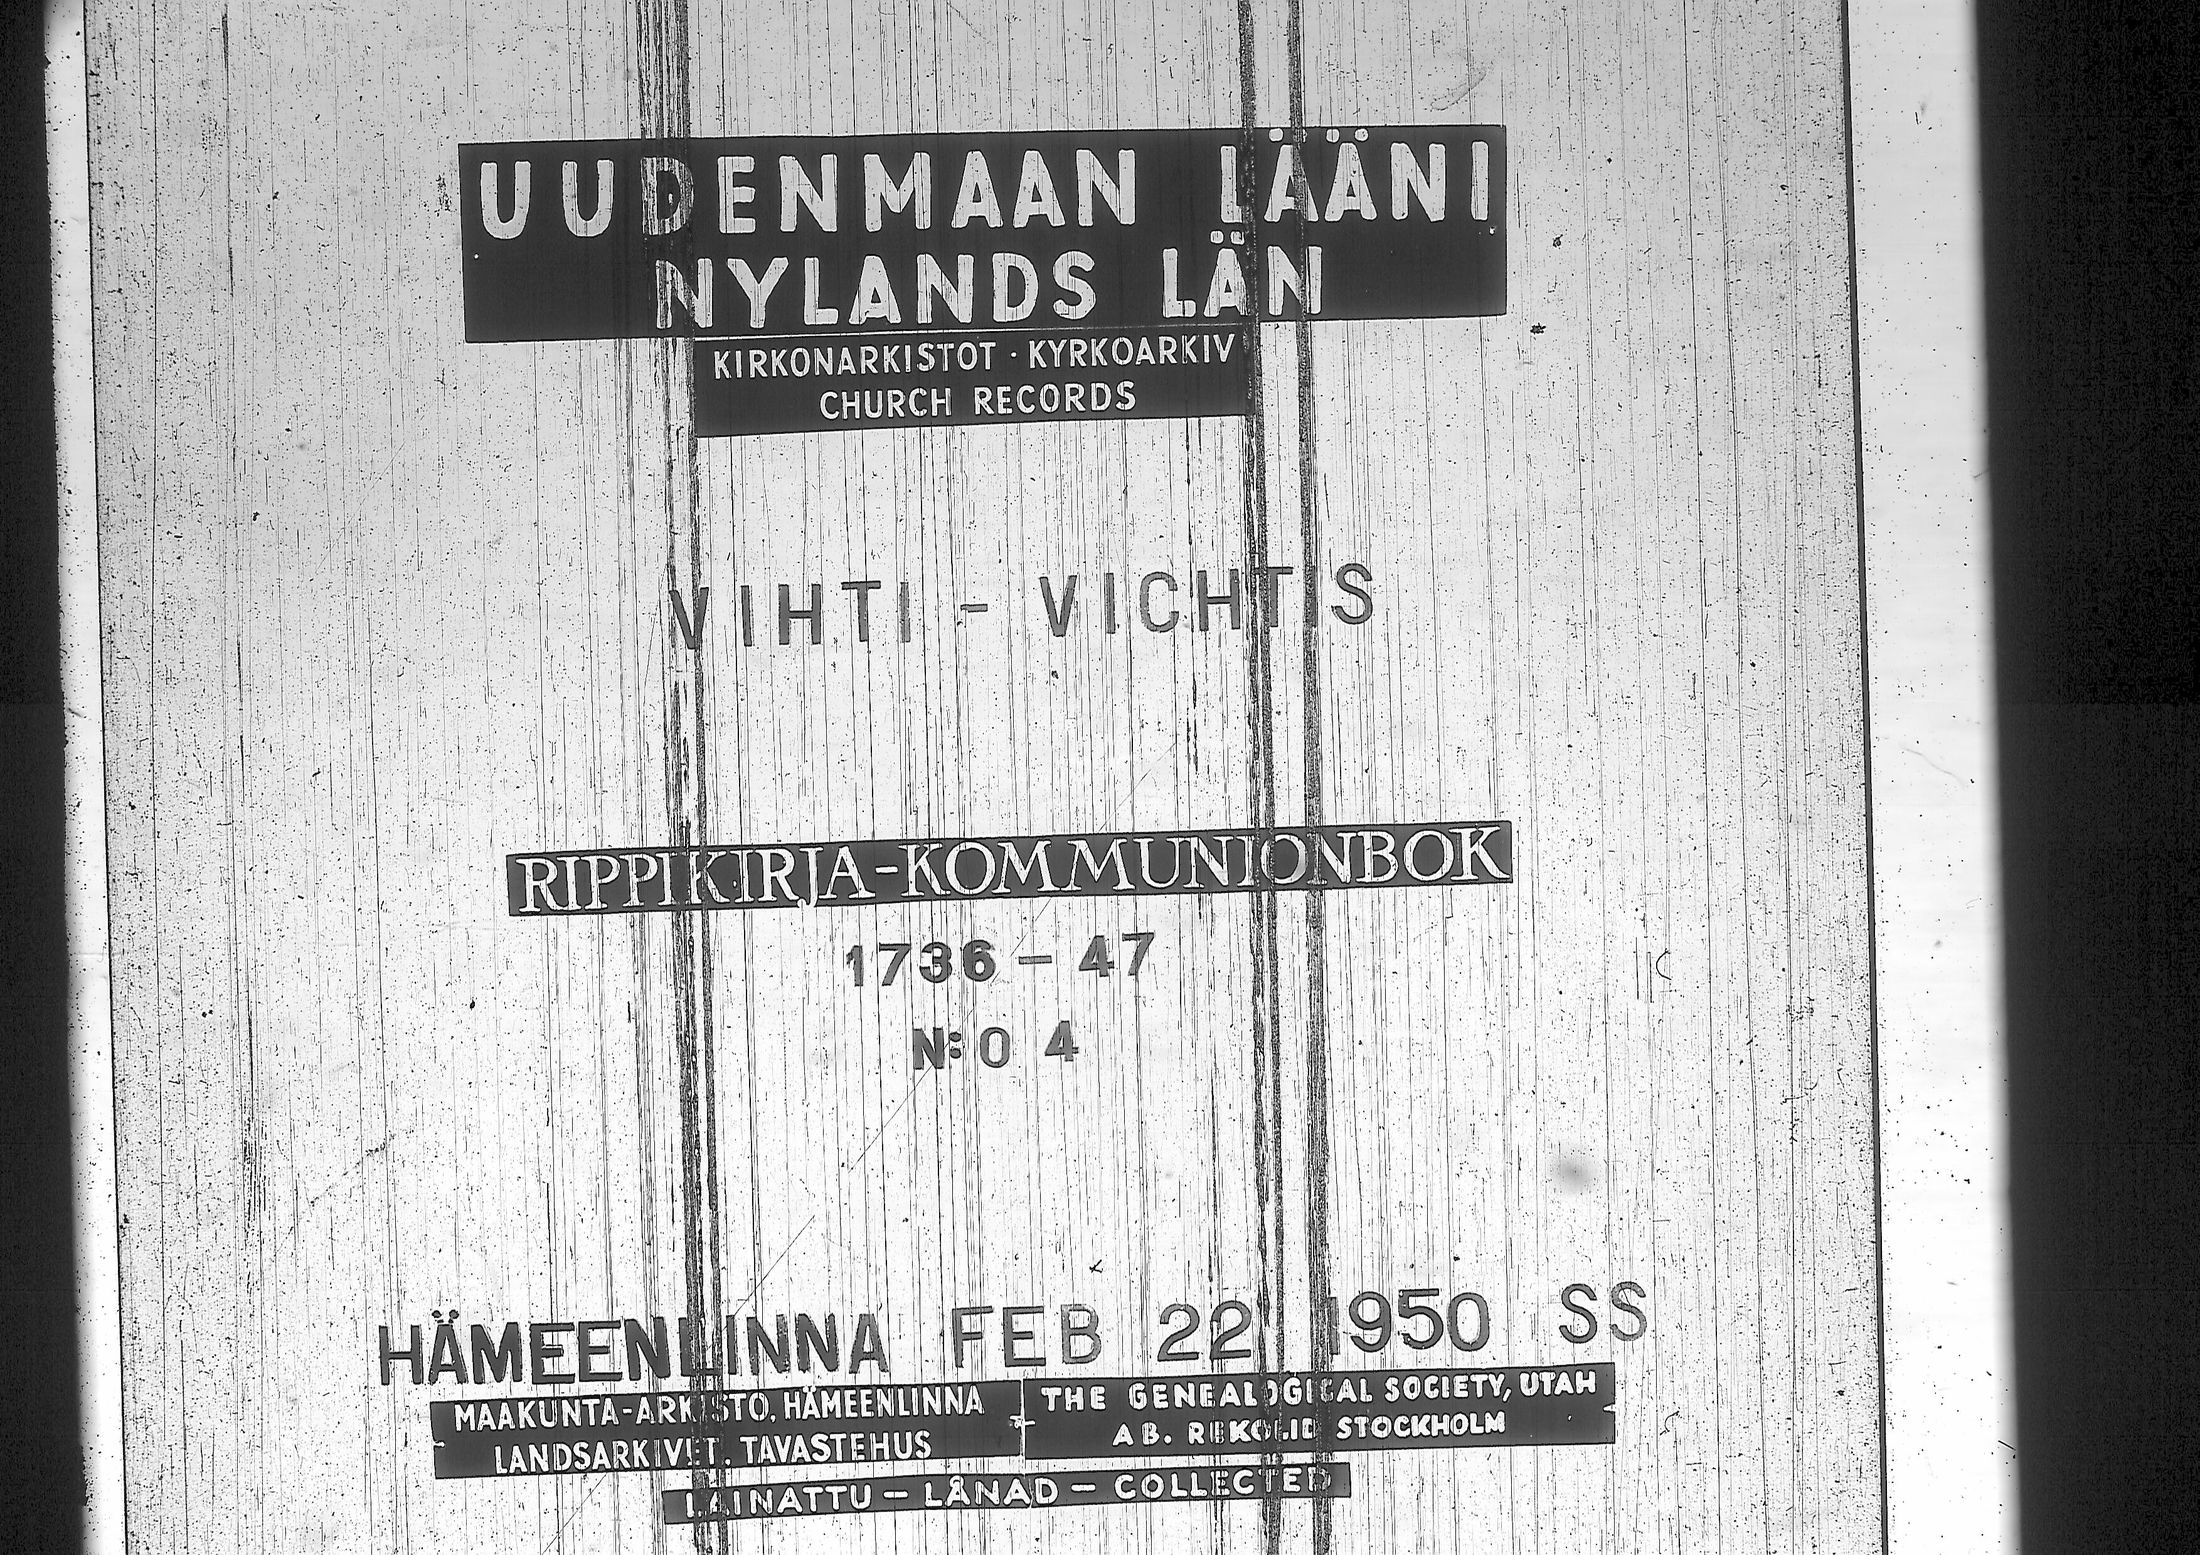 UUDENMAAN LÄÄNI
NYLANDS LÄN
KIRKONARKISTOT · KYRKOARKIV
CHURCH RECORDS
VIHTI - VICHTIS
RIPPIKIRJA-KOMMUNIONBOK
1736 - 47
N:O 4
HÄMEENLINNA FEB 22 1950 SS
MAAKUNTA-ARKISTO, HÄMEENLINNA
LANDSARKIVET, TAVASTEHUS
THE GENEALOGICAL SOCIETY, UTAH
AB. REKOLID STOCKHOLM
LAINATTU - LÅNAD - COLLECTED